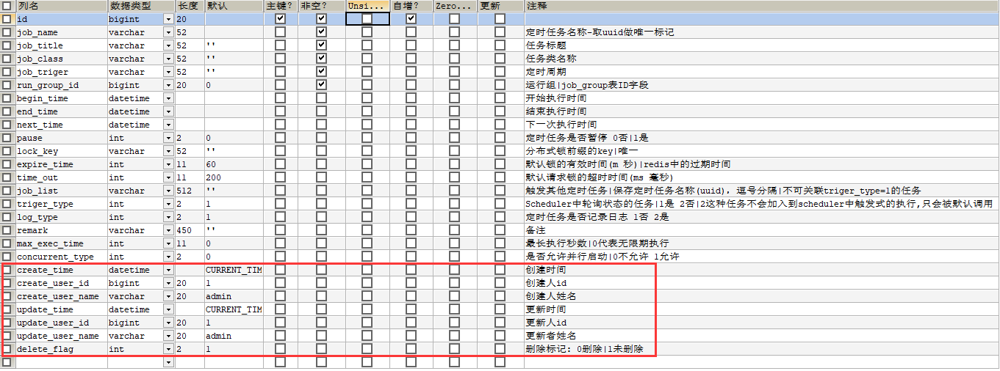 列名 数据类型 长度 默认 主键? 非空? Unsi... 自增? Zero... 更新 注释
id bigint 20
job_name varchar 52 定时任务名称-取uuid做唯一标记
job_title varchar 52 '' 任务标题
job_class varchar 52 '' 任务类名称
job_triger varchar 52 '' 定时周期
run_group_id bigint 20 0 运行组|job_group表ID字段
begin_time datetime 开始执行时间
end_time datetime 结束执行时间
next_time datetime 下一次执行时间
pause int 2 0 定时任务是否暂停 0否|1是
lock_key varchar 52 '' 分布式锁前缀的key|唯一
expire_time int 11 60 默认锁的有效时间(m 秒)|redis中的过期时间
time_out int 11 200 默认请求锁的超时时间(ms 毫秒)
job_list varchar 512 '' 触发其他定时任务|保存定时任务名称(uuid), 逗号分隔|不可关联triger_type=1的任务
triger_type int 2 1 Scheduler中轮询状态的任务|1是 2否|2这种任务不会加入到scheduler中触发式的执行,只会被默认调用
log_type int 2 1 定时任务是否记录日志 1否 2是
remark varchar 450 '' 备注
max_exec_time int 11 0 最长执行秒数|0代表无限期执行
concurrent_type int 2 0 是否允许并行启动|0不允许 1允许
create_time datetime CURRENT_TIM 创建时间
create_user_id bigint 20 1 创建人id
create_user_name varchar 20 admin 创建人姓名
update_time datetime CURRENT_TIM 更新时间
update_user_id bigint 20 1 更新人id
update_user_name varchar 20 admin 更新者姓名
delete_flag int 2 1 删除标记: 0删除|1未删除